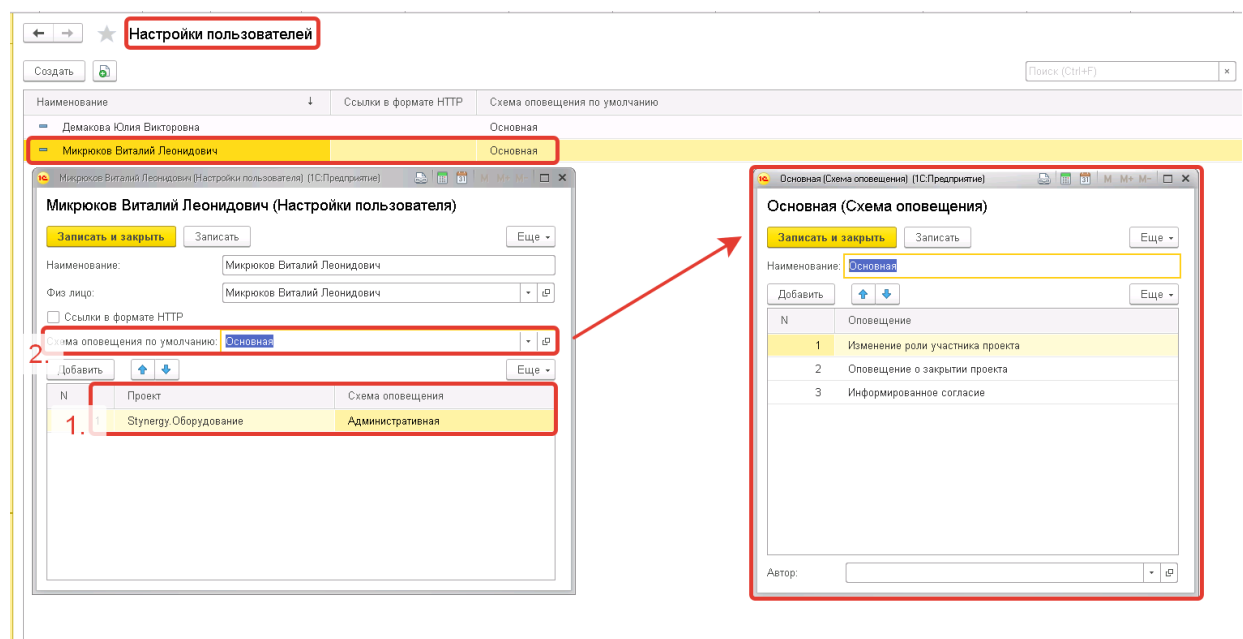 Настройки пользователей
Создать
Поиск (Ctrl+F)
×
Наименование ↓ Ссылки в формате HTTP Схема оповещения по умолчанию
Демакова Юлия Викторовна Основная
Микрюков Виталий Леонидович Основная
Микрюков Виталий Леонидович (Настройки пользователя) (1С:Предприятие) M M+ M-
Микрюков Виталий Леонидович (Настройки пользователя)
Записать и закрыть Записать Еще
Наименование: Микрюков Виталий Леонидович
Физ лицо: Микрюков Виталий Леонидович
Ссылки в формате HTTP
Схема оповещения по умолчанию: Основная
2.
Добавить Еще
N Проект Схема оповещения
1 Stynergy.Оборудование Административная
1.
Основная (Схема оповещения) (1С:Предприятие) M M+ M-
Основная (Схема оповещения)
Записать и закрыть Записать Еще
Наименование: Основная
Добавить Еще
N Оповещение
1 Изменение роли участника проекта
2 Оповещение о закрытии проекта
3 Информированное согласие
Автор: